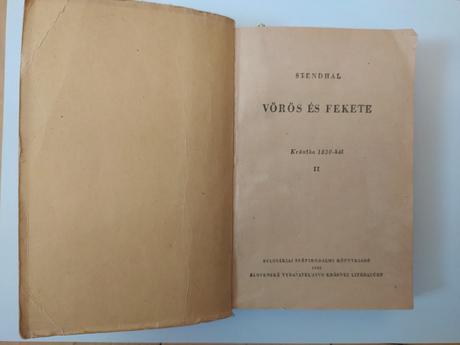 STENDHAL
VÖRÖS ÉS FEKETE
Krónika 1830-ból
II
SZLOVÁKIAI SZÉPIRODALMI KÖNYVKIADÓ
SLOVENSKÉ VYDAVATEĽSTVO KRÁSNEJ LITERATÚRY